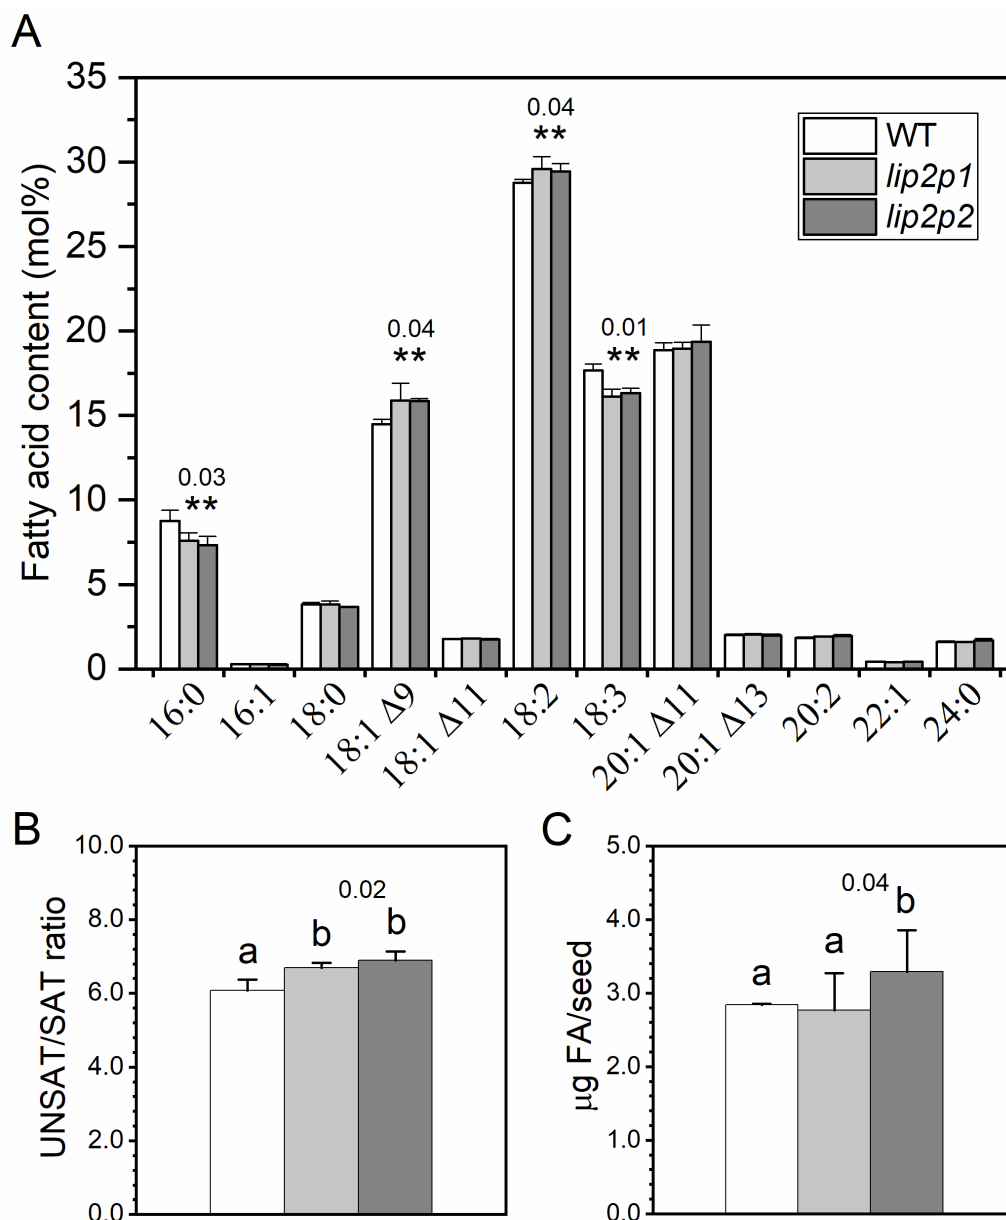 A
Fatty acid content (mol%)
35
30
25
20
15
10
5
0
0.03
**
0.04
**
0.04
**
0.01
**
WT
lip2p1
lip2p2
16:0
16:1
18:0
18:1 Δ9
18:1 Δ11
18:2
18:3
20:1 Δ11
20:1 Δ13
20:2
22:1
24:0
B
UNSAT/SAT ratio
10.0
8.0
6.0
4.0
2.0
0.0
0.02
a
b
b
C
µg FA/seed
5.0
4.0
3.0
2.0
1.0
0.0
0.04
a
a
b